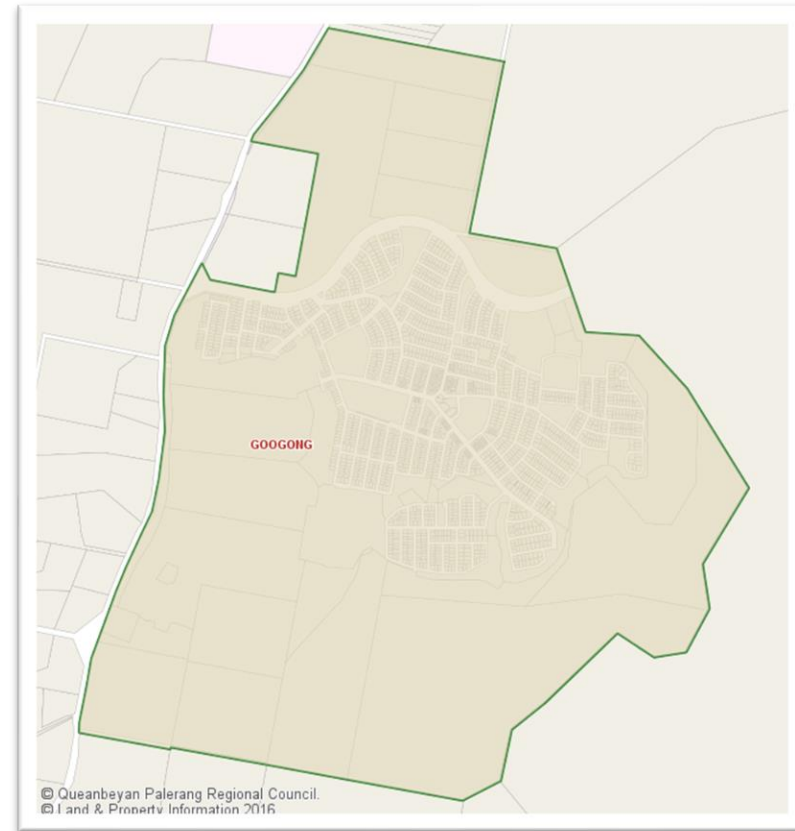 GOOGONG
© Queanbeyan Palerang Regional Council.
© Land & Property Information 2016